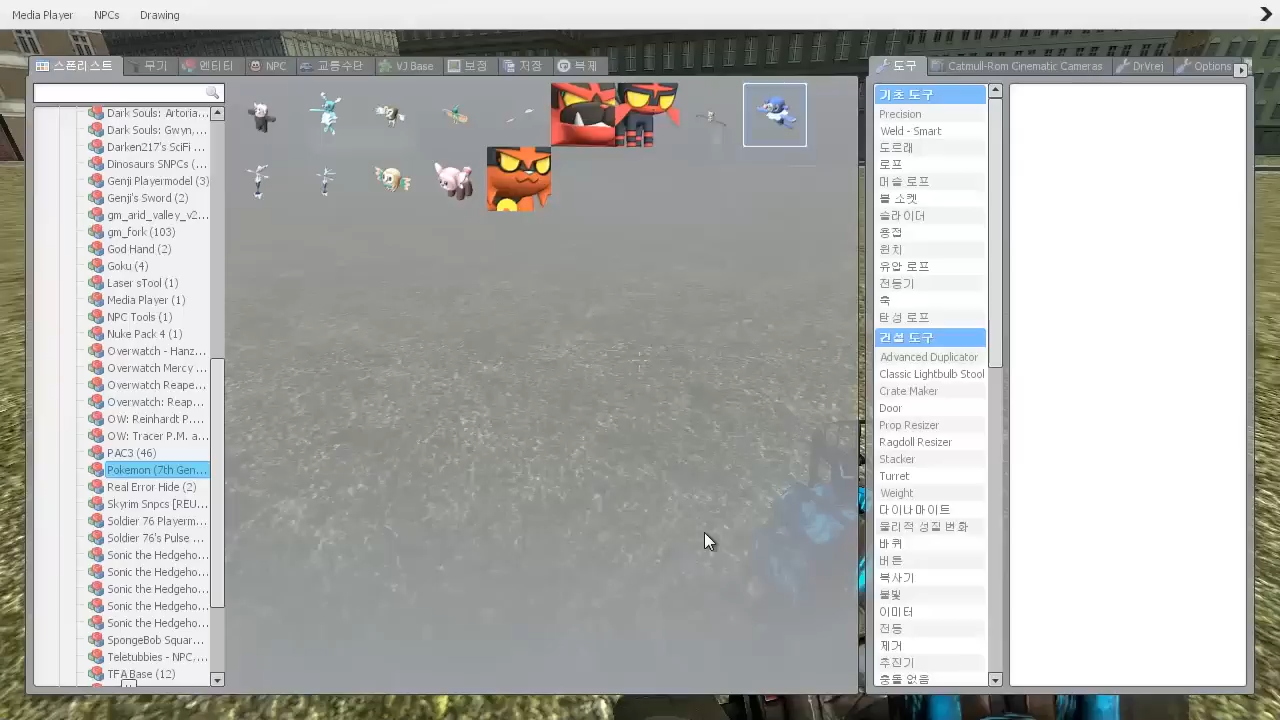 Media Player NPCs Drawing
스폰리스트 무기 엔티티 NPC 교통수단 VJ Base 보정 저장 복제
도구 Catmull-Rom Cinematic Cameras DrVrej Options
Dark Souls: Artoria...
Dark Souls: Gwyn,...
Darken217's SciFi ...
Dinosaurs SNPCs (...
Genji Playermodel (3)
Genji's Sword (2)
gm_arid_valley_v2...
gm_fork (103)
God Hand (2)
Goku (4)
Laser sTool (1)
Media Player (1)
NPC Tools (1)
Nuke Pack 4 (1)
Overwatch - Hanz...
Overwatch Mercy ...
Overwatch Reape...
Overwatch: Reap...
OW: Reinhardt P....
OW: Tracer P.M. a...
PAC3 (46)
Pokemon (7th Gen...
Real Error Hide (2)
Skyrim Snpcs [REU...
Soldier 76 Playerm...
Soldier 76's Pulse ...
Sonic the Hedgeho...
Sonic the Hedgeho...
Sonic the Hedgeho...
Sonic the Hedgeho...
Sonic the Hedgeho...
SpongeBob Squar...
Teletubbies - NPC,...
TFA Base (12)
기초 도구
Precision
Weld - Smart
도르래
로프
머슬 로프
볼 소켓
슬라이더
용접
윈치
유압 로프
전동기
축
탄성 로프
건설 도구
Advanced Duplicator
Classic Lightbulb Stool
Crate Maker
Door
Prop Resizer
Ragdoll Resizer
Stacker
Turret
Weight
다이나마이트
물리적 성질 변화
바퀴
버튼
복사기
불빛
이미터
전등
제거
추진기
충돌 없음